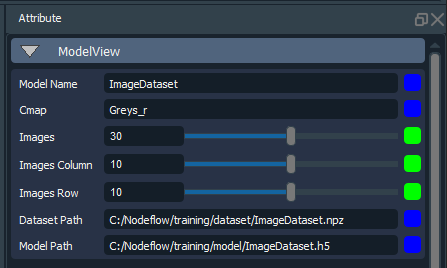 Attribute
ModelView
Model Name ImageDataset
Cmap Greys_r
Images 30
Images Column 10
Images Row 10
Dataset Path C:/Nodeflow/training/dataset/ImageDataset.npz
Model Path C:/Nodeflow/training/model/ImageDataset.h5